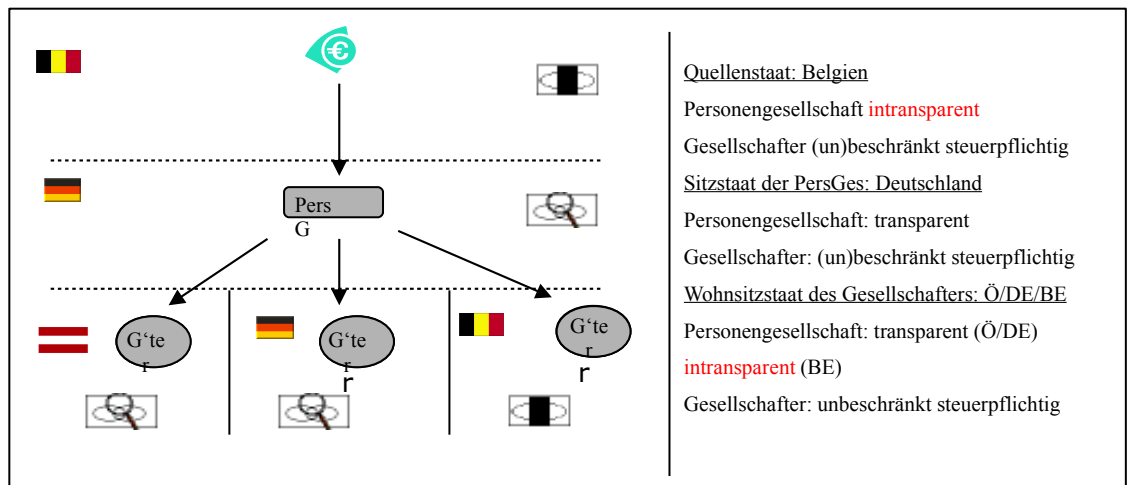 €
Pers
G
G‘te
r
G‘te
r
r
G‘te
r
r
Quellenstaat: Belgien
Personengesellschaft intransparent
Gesellschafter (un)beschränkt steuerpflichtig
Sitzstaat der PersGes: Deutschland
Personengesellschaft: transparent
Gesellschafter: (un)beschränkt steuerpflichtig
Wohnsitzstaat des Gesellschafters: Ö/DE/BE
Personengesellschaft: transparent (Ö/DE)
intransparent (BE)
Gesellschafter: unbeschränkt steuerpflichtig